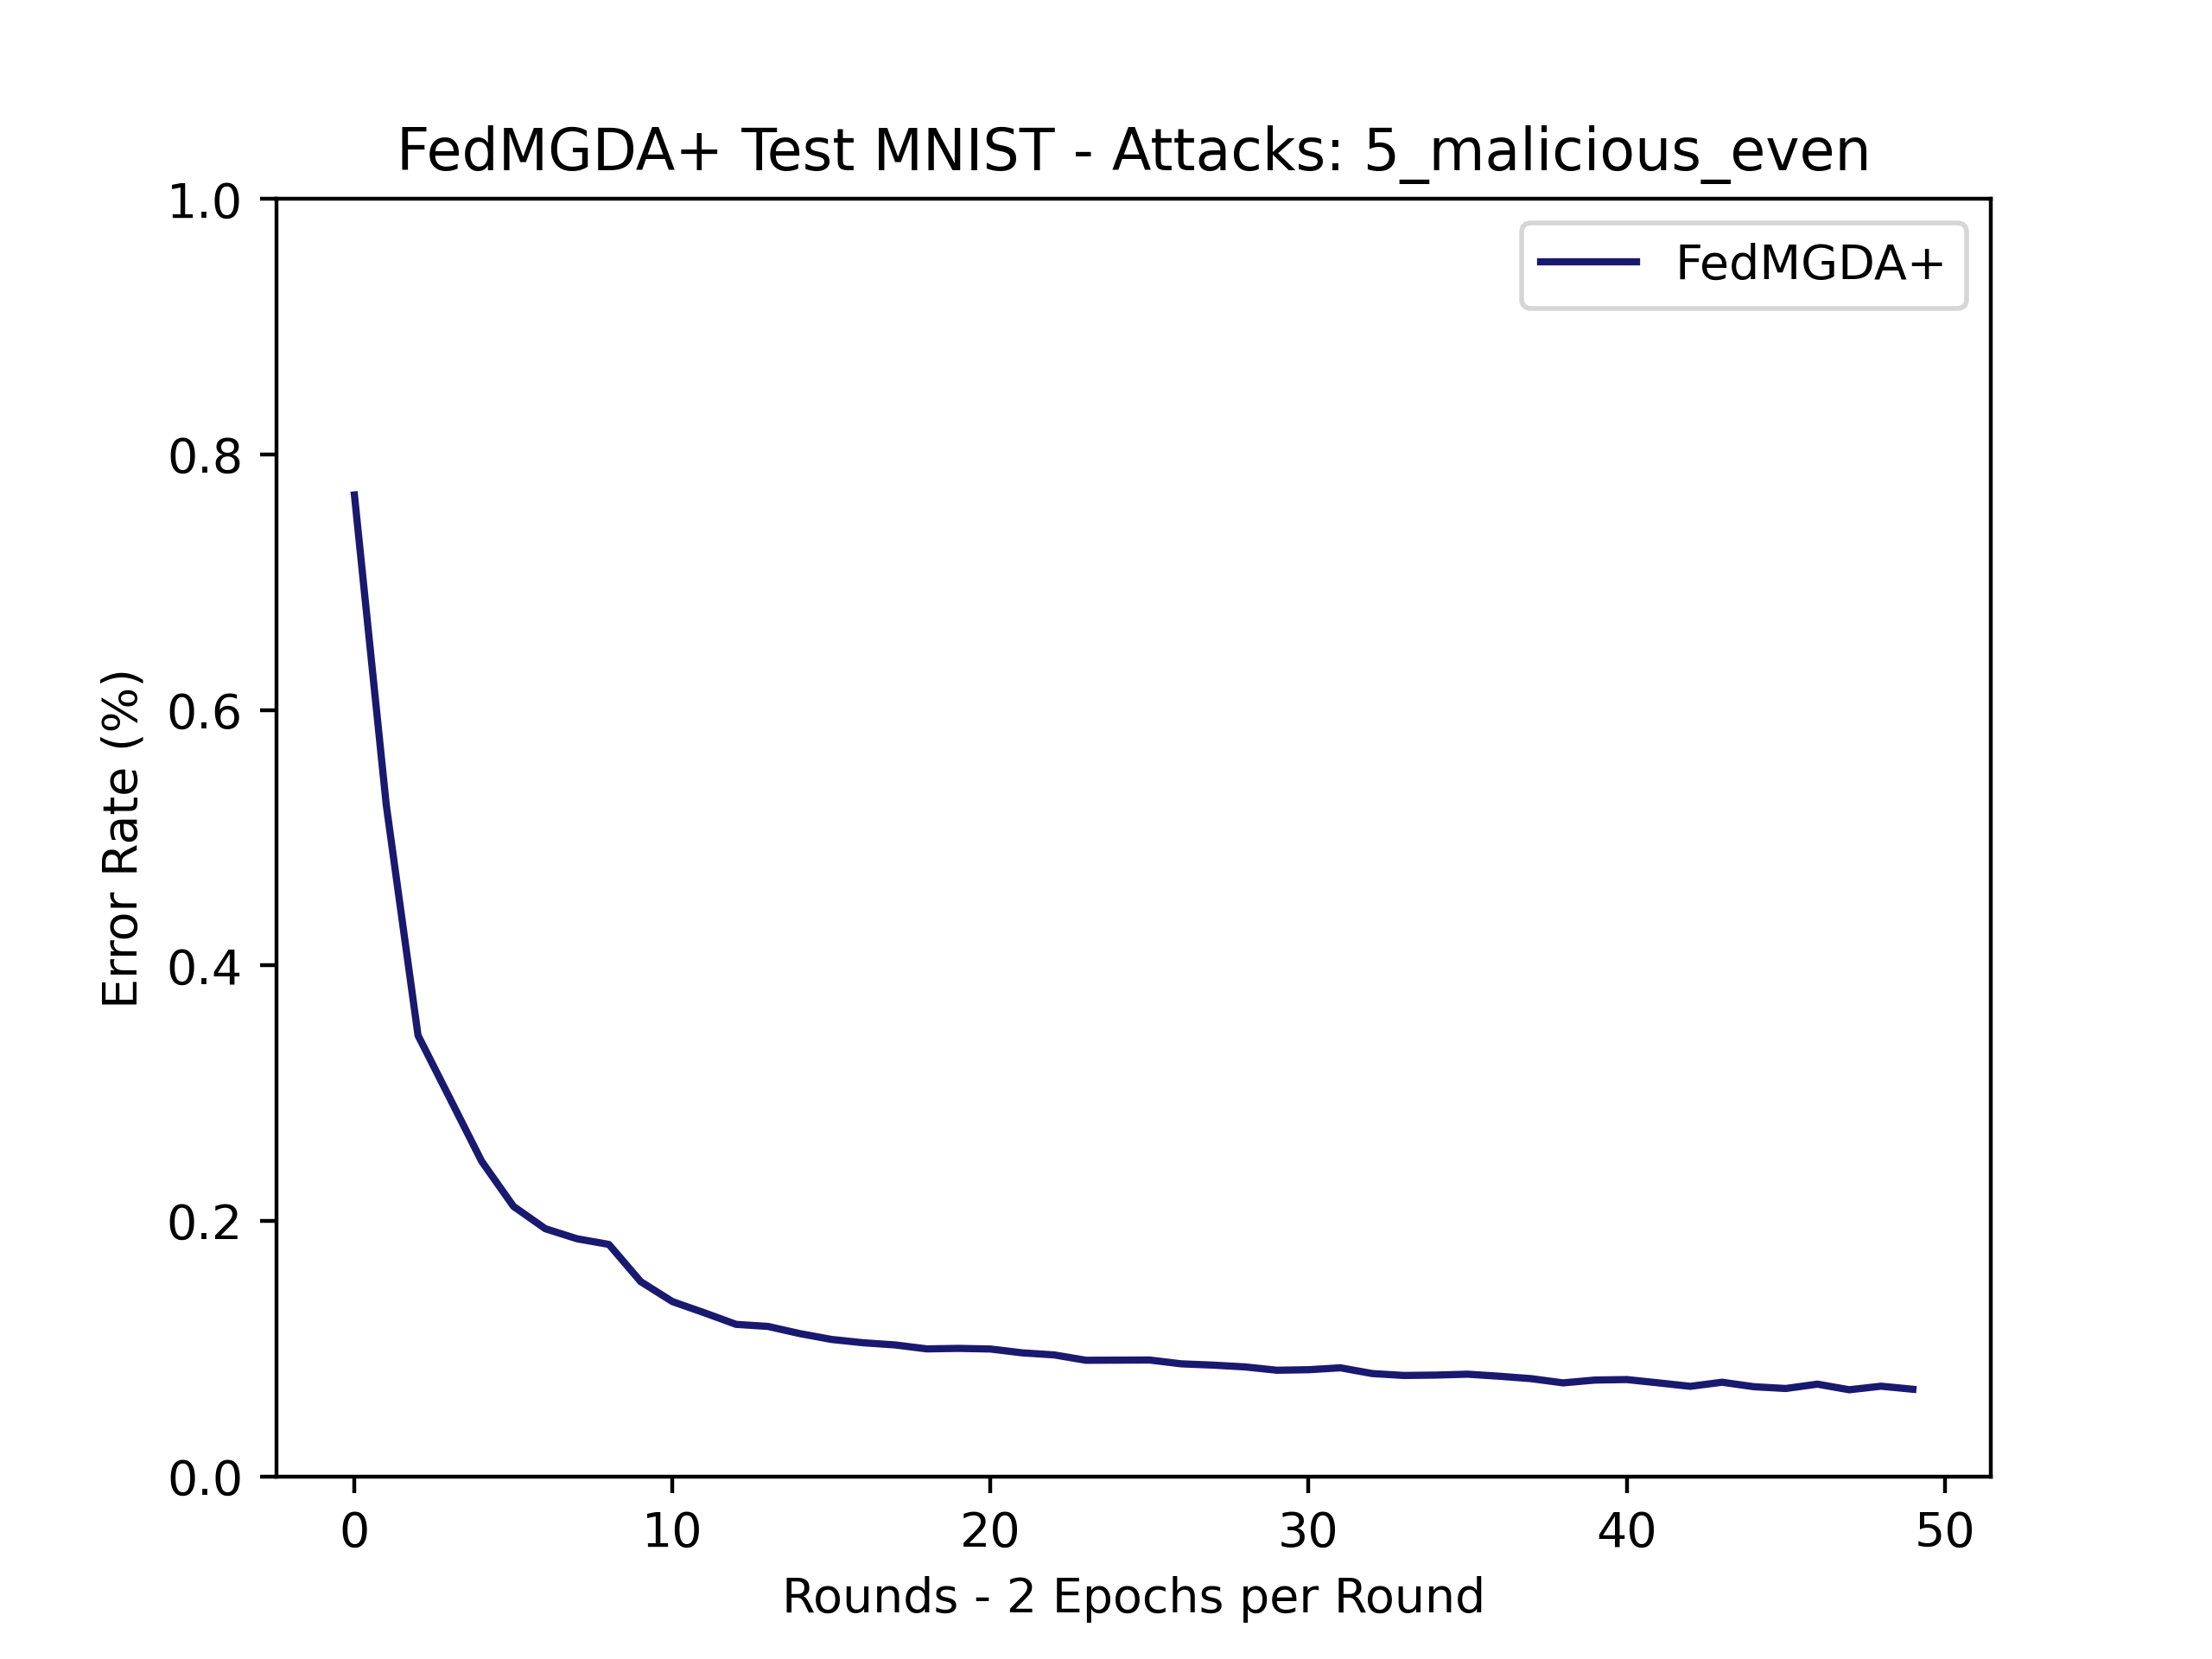 FedMGDA+ Test MNIST - Attacks: 5_malicious_even
FedMGDA+
Error Rate (%)
1.0
0.8
0.6
0.4
0.2
0.0
0 10 20 30 40 50
Rounds - 2 Epochs per Round